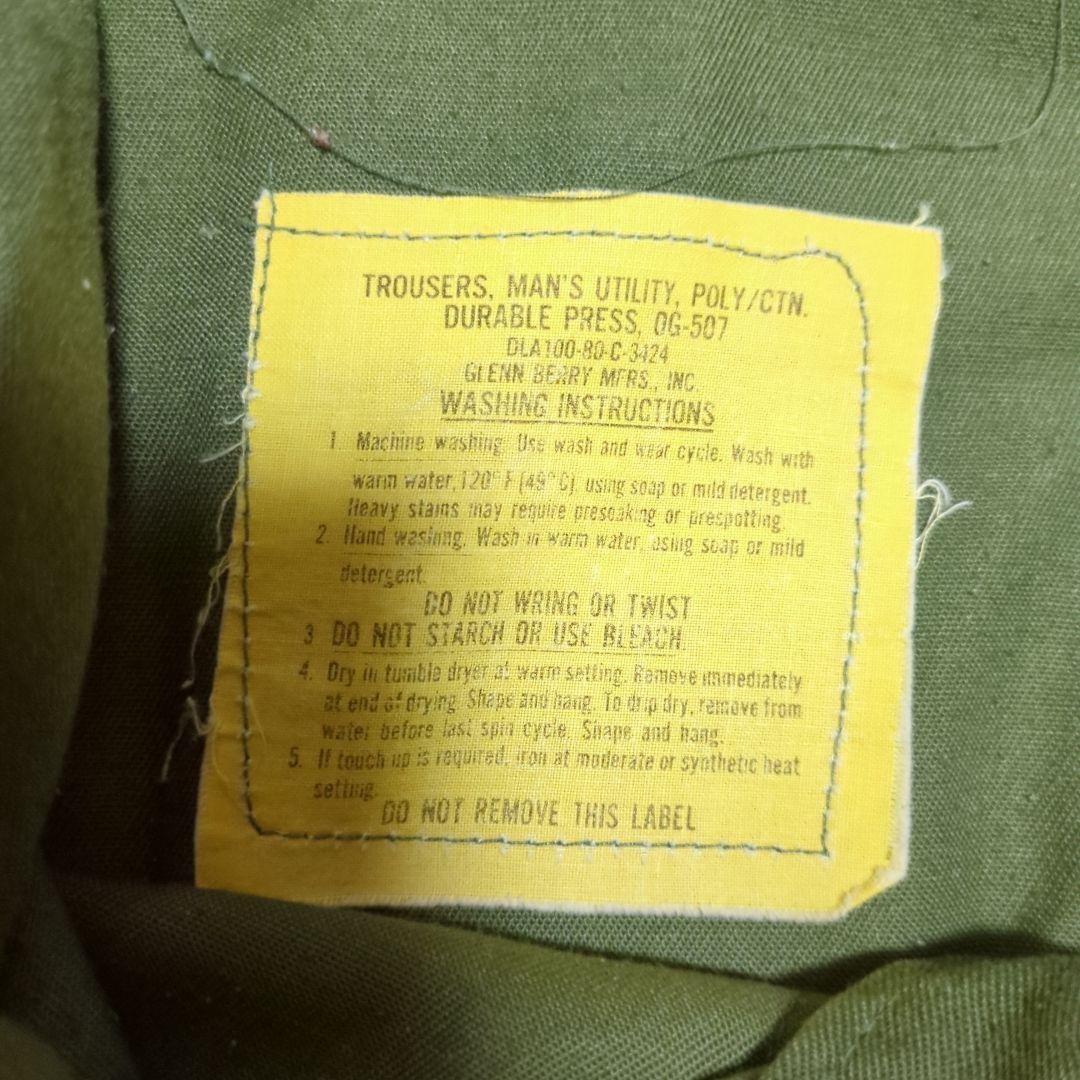 TROUSERS, MAN'S UTILITY, POLY/CTN.
DURABLE PRESS, OG-507
DLA100-80-C-3424
GLENN BERRY MFRS., INC.
WASHING INSTRUCTIONS
1. Machine washing. Use wash and wear cycle. Wash with
warm water, 120° F (49° C). using soap or mild detergent.
Heavy stains may require presoaking or prespotting.
2. Hand washing. Wash in warm water, using soap or mild
detergent.
DO NOT WRING OR TWIST
3 DO NOT STARCH OR USE BLEACH.
4. Dry in tumble dryer at warm setting. Remove immediately
at end of drying. Shape and hang. To drip dry, remove from
water before last spin cycle. Shape and hang.
5. If touch up is required, iron at moderate or synthetic heat
setting.
DO NOT REMOVE THIS LABEL